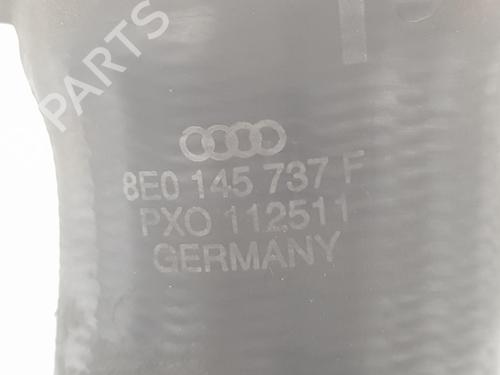 B PARTS
8E0 145 737 F
PXO 112511
GERMANY